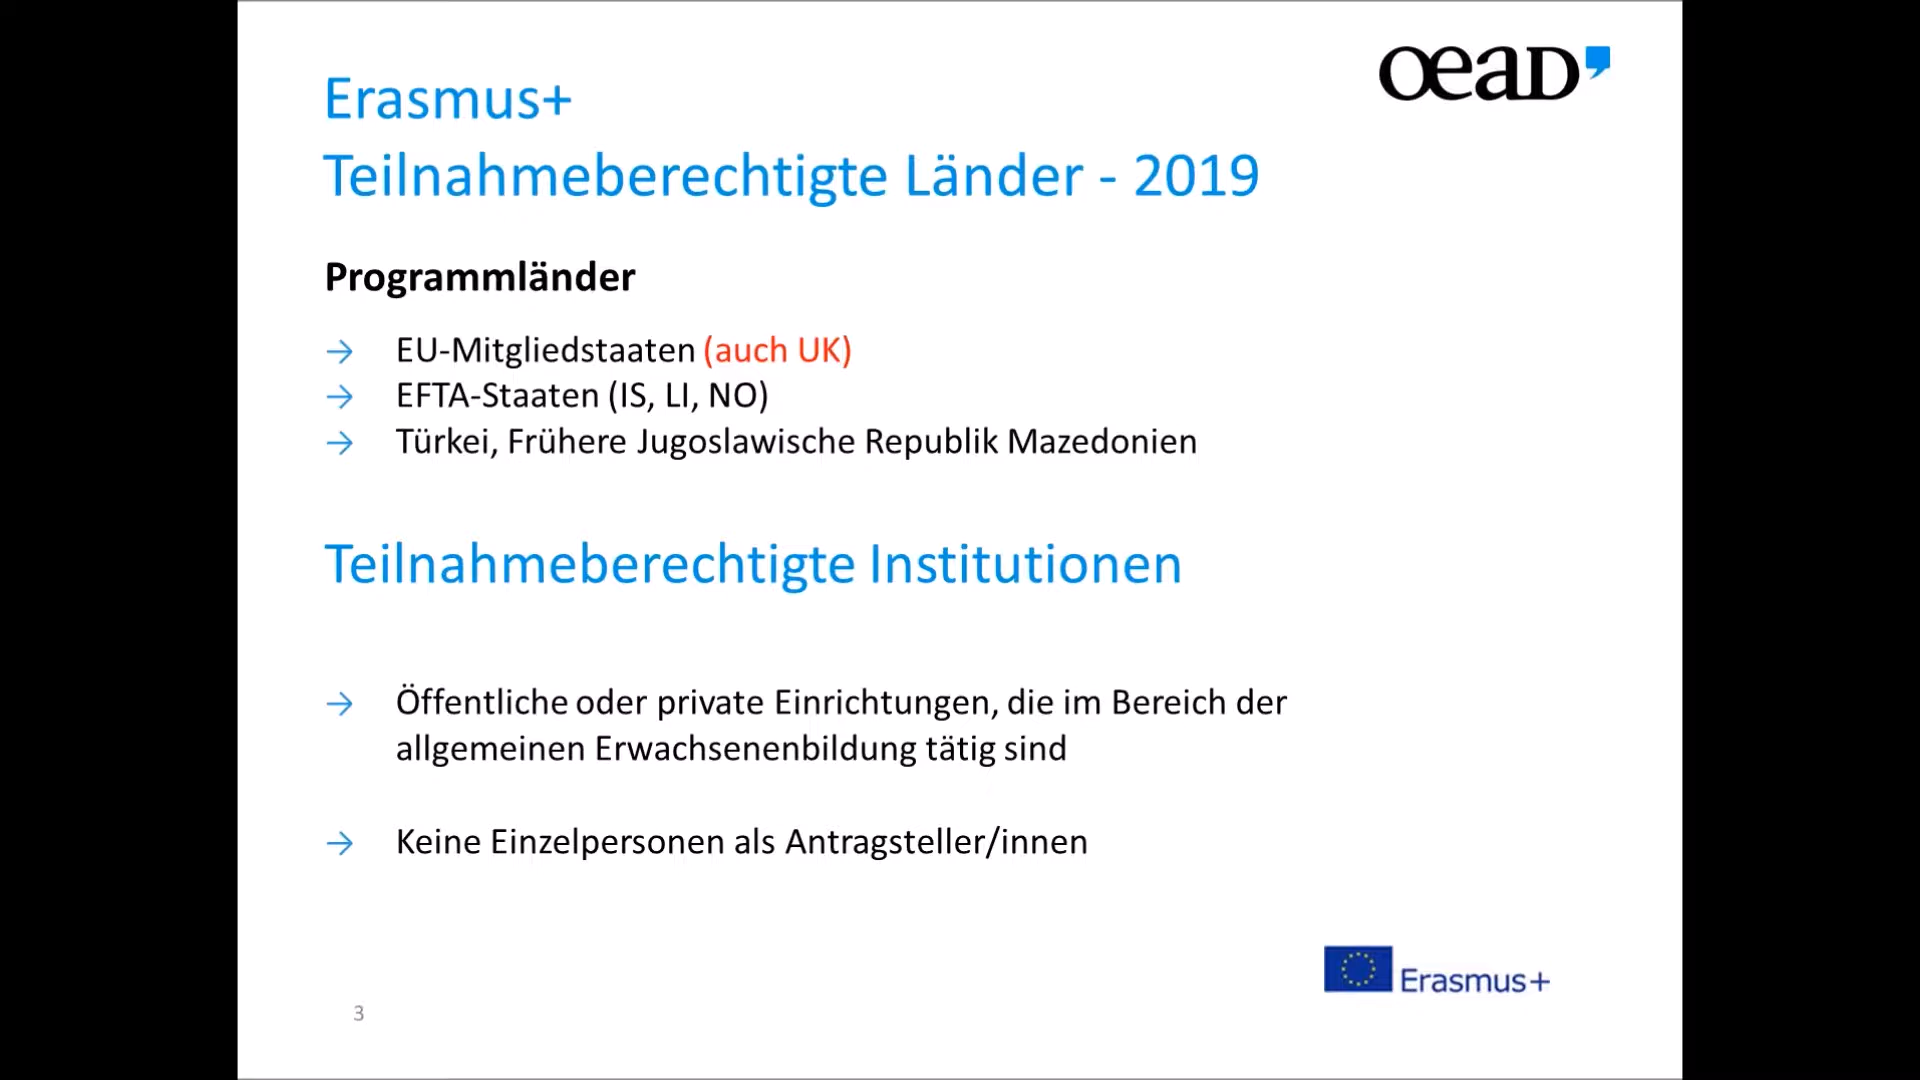 OeAD
Erasmus+
Teilnahmeberechtigte Länder - 2019
Programmländer
→ EU-Mitgliedstaaten (auch UK)
→ EFTA-Staaten (IS, LI, NO)
→ Türkei, Frühere Jugoslawische Republik Mazedonien
Teilnahmeberechtigte Institutionen
→ Öffentliche oder private Einrichtungen, die im Bereich der
allgemeinen Erwachsenenbildung tätig sind
→ Keine Einzelpersonen als Antragsteller/innen
Erasmus+
3